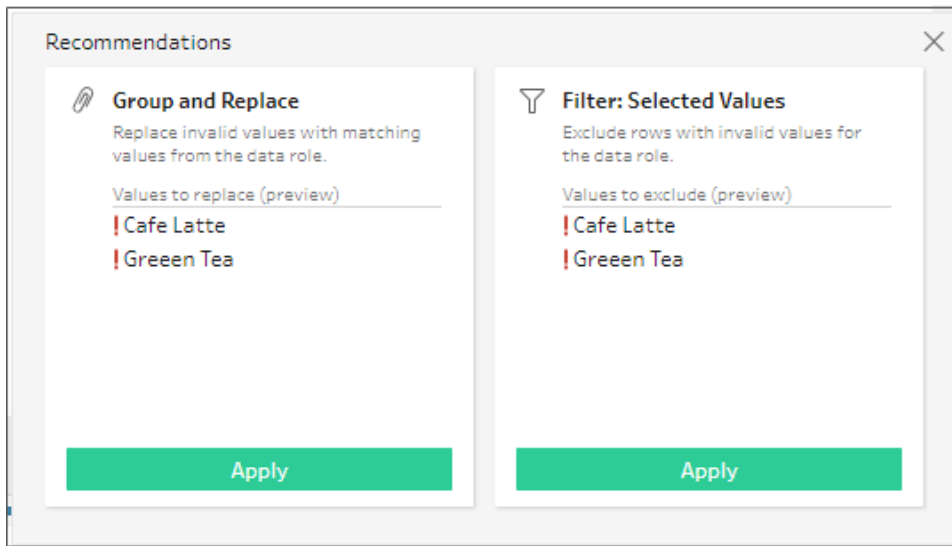 Recommendations
Group and Replace
Replace invalid values with matching
values from the data role.
Values to replace (preview)
Cafe Latte
Greeen Tea
Apply
Filter: Selected Values
Exclude rows with invalid values for
the data role.
Values to exclude (preview)
Cafe Latte
Greeen Tea
Apply